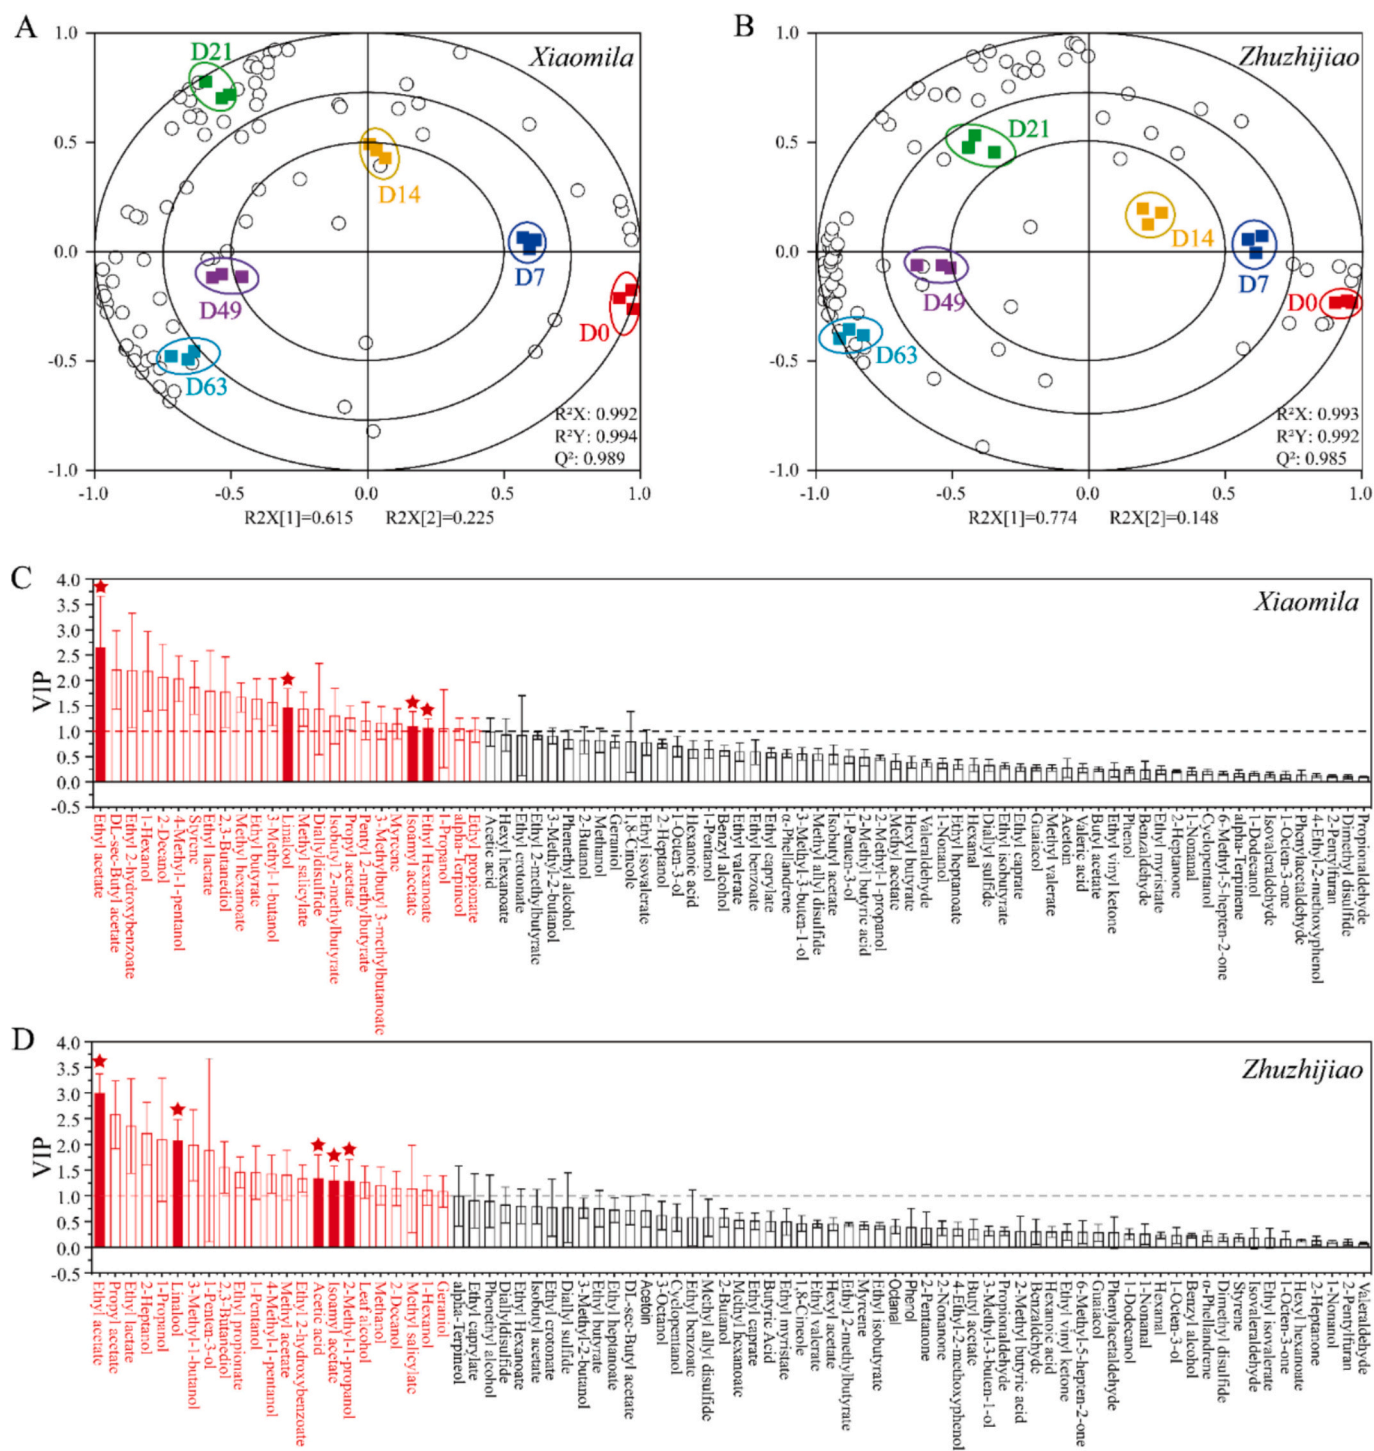 A
Xiaomila
1.0
0.5
0.0
-0.5
-1.0
D21
D14
D7
D0
D49
D63
R²X: 0.992
R²Y: 0.994
Q²: 0.989
-1.0 -0.5 0.0 0.5 1.0
R2X[1]=0.615 R2X[2]=0.225
B
Zhuzhijiao
1.0
0.5
0.0
-0.5
-1.0
D21
D14
D7
D0
D49
D63
R²X: 0.993
R²Y: 0.992
Q²: 0.985
-1.0 -0.5 0.0 0.5 1.0
R2X[1]=0.774 R2X[2]=0.148
C
Xiaomila
VIP
4.0
3.5
3.0
2.5
2.0
1.5
1.0
0.5
0.0
-0.5
Ethyl acetate
DL-sec-Butyl acetate
Ethyl 2-hydroxybenzoate
1-Hexanol
2-Decanol
4-Methyl-1-pentanol
Styrene
Ethyl lactate
2,3-Butanediol
Methyl hexanoate
Ethyl butyrate
3-Methyl-1-butanol
Linalool
Methyl salicylate
Diallyldisulfide
Isobutyl 2-methylbutyrate
Propyl acetate
Pentyl 2-methylbutyrate
3-Methylbutyl 3-methylbutanoate
Myrcene
Isoamyl acetate
Ethyl Hexanoate
1-Propanol
alpha-Terpineol
Ethyl propionate
Acetic acid
Hexyl hexanoate
Ethyl crotonate
Ethyl 2-methylbutyrate
3-Methyl-2-butanol
Phenethyl alcohol
2-Butanol
Methanol
Geraniol
1,8-Cineole
Ethyl isovalerate
2-Heptanol
1-Octen-3-ol
Hexanoic acid
1-Pentanol
Benzyl alcohol
Ethyl valerate
Ethyl benzoate
Ethyl caprylate
α-Phellandrene
3-Methyl-3-buten-1-ol
Methyl allyl disulfide
Isobutyl acetate
1-Penten-3-ol
2-Methyl butyric acid
2-Methyl-1-propanol
Methyl acetate
Hexyl butyrate
Valeraldehyde
1-Nonanol
Ethyl heptanoate
Hexanal
Diallyl sulfide
Ethyl isobutyrate
Ethyl caprate
Guaiacol
Methyl valerate
Acetoin
Valeric acid
Butyl acetate
Ethyl vinyl ketone
Phenol
Benzaldehyde
Ethyl myristate
2-Heptanone
1-Nonanal
Cyclopentanol
6-Methyl-5-hepten-2-one
alpha-Terpinene
1-Dodecanol
Isovaleraldehyde
1-Octen-3-one
Phenylacetaldehyde
4-Ethyl-2-methoxyphenol
2-Pentylfuran
Dimethyl disulfide
Propionaldehyde
D
Zhuzhijiao
VIP
4.0
3.5
3.0
2.5
2.0
1.5
1.0
0.5
0.0
-0.5
Ethyl acetate
Propyl acetate
Ethyl lactate
2-Heptanol
1-Propanol
Linalool
3-Methyl-1-butanol
1-Penten-3-ol
2,3-Butanediol
Ethyl propionate
1-Pentanol
4-Methyl-1-pentanol
Methyl acetate
Ethyl 2-hydroxybenzoate
Acetic acid
Isoamyl acetate
2-Methyl-1-propanol
Leaf alcohol
Methanol
2-Decanol
Methyl salicylate
1-Hexanol
Geraniol
alpha-Terpineol
Ethyl caprylate
Phenethyl alcohol
Diallyldisulfide
Ethyl Hexanoate
Isobutyl acetate
Ethyl crotonate
Diallyl sulfide
3-Methyl-2-butanol
Ethyl butyrate
Ethyl heptanoate
DL-sec-Butyl acetate
Acetoin
3-Octanol
Cyclopentanol
Ethyl benzoate
Methyl allyl disulfide
2-Butanol
Methyl hexanoate
Ethyl caprate
Butyric Acid
Ethyl myristate
1,8-Cineole
Ethyl valerate
Hexyl acetate
Ethyl 2-methylbutyrate
Myrcene
Ethyl isobutyrate
Octanal
Phenol
2-Pentanone
2-Nonanone
4-Ethyl-2-methoxyphenol
Butyl acetate
3-Methyl-3-buten-1-ol
Propionaldehyde
2-Methyl butyric acid
Benzaldehyde
Hexanoic acid
Ethyl vinyl ketone
6-Methyl-5-hepten-2-one
Guaiacol
Phenylacetaldehyde
1-Dodecanol
1-Nonanal
Hexanal
1-Octen-3-ol
Benzyl alcohol
α-Phellandrene
Dimethyl disulfide
Styrene
Isovaleraldehyde
Ethyl isovalerate
1-Octen-3-one
Hexyl hexanoate
2-Heptanone
1-Nonanol
2-Pentylfuran
Valeraldehyde